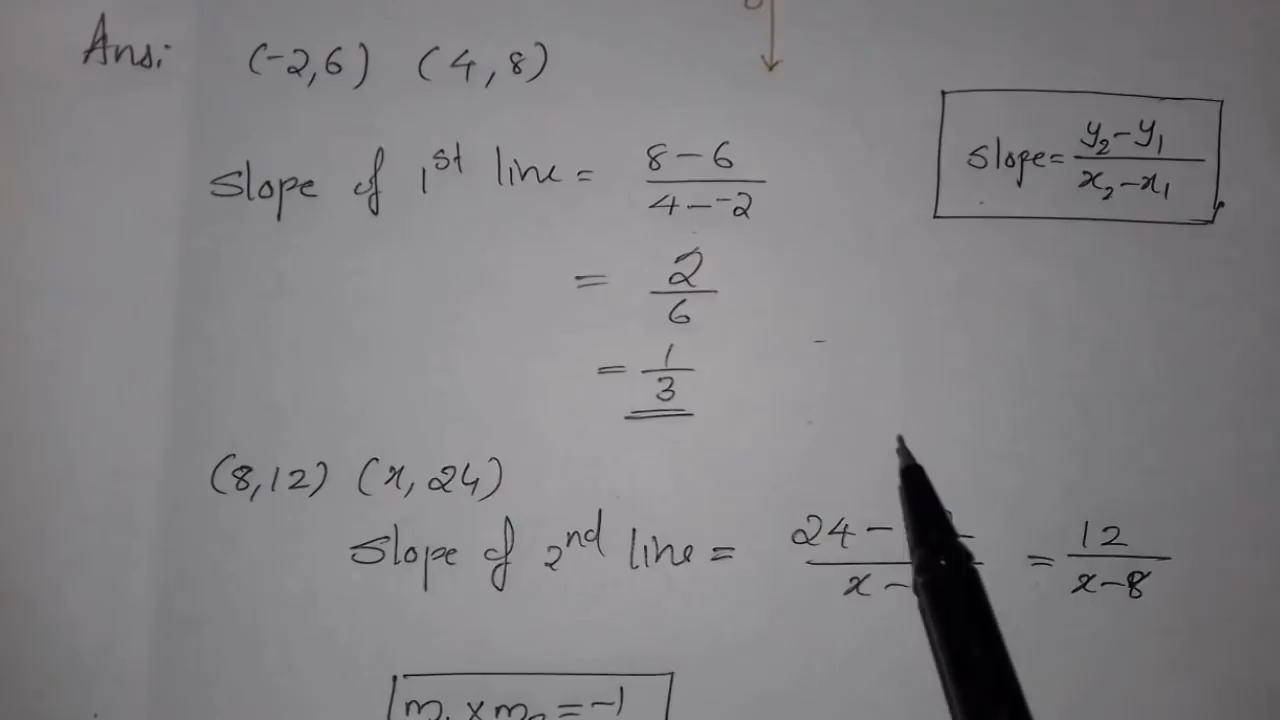 Ans: (-2,6) (4,8)
Slope of 1st line = 8-6 / 4--2
Slope = y₂-y₁ / x₂-x₁
= 2/6
= 1/3
(8,12) (x,24)
Slope of 2nd line = 24- / x- = 12 / x-8
m₁ × m₂ = -1